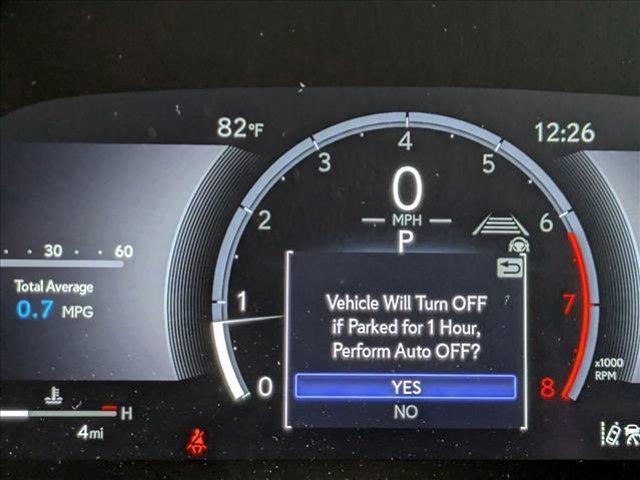 82°F
12:26
4
3
5
0
2
6
MPH
P
30
60
Total Average
0.7 MPG
1
7
Vehicle Will Turn OFF
if Parked for 1 Hour,
Perform Auto OFF?
YES
NO
0
8
x1000
RPM
H
4mi